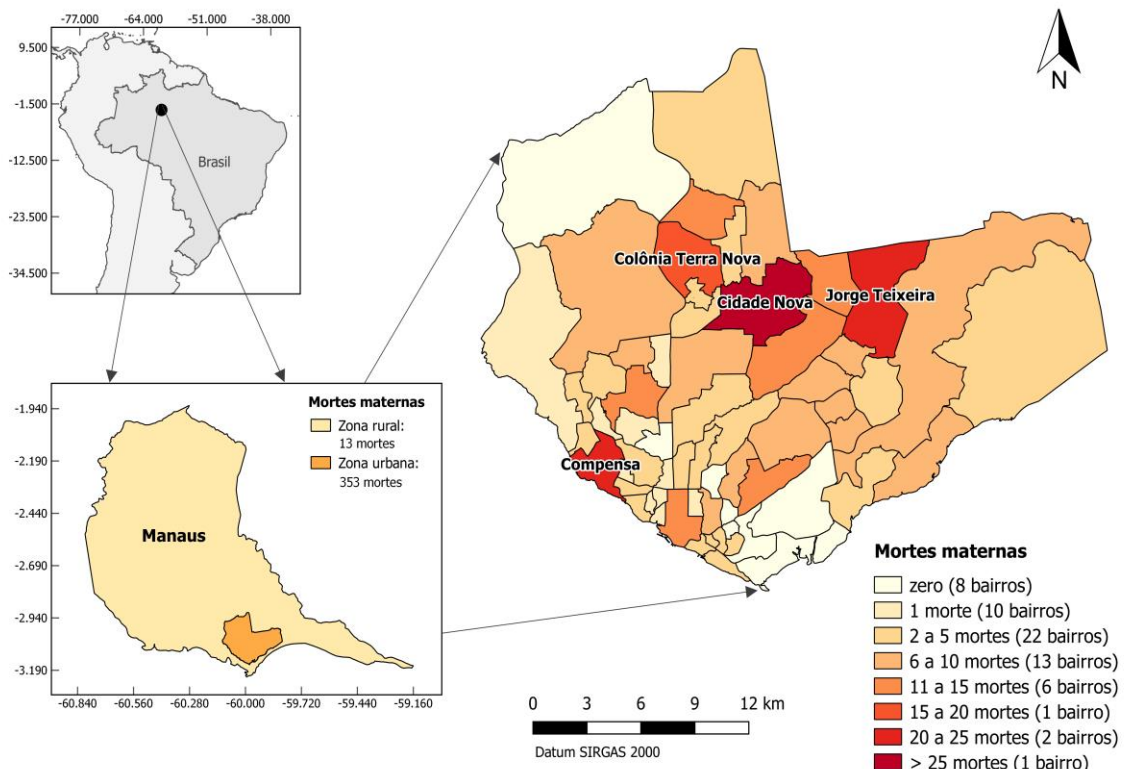 -77.000 -64.000 -51.000 -38.000
9.500
-1.500
-12.500
-23.500
-34.500
Brasil
N
Colônia Terra Nova
Cidade Nova
Jorge Teixeira
Compensa
-1.940
-2.190
-2.440
-2.690
-2.940
-3.190
Mortes maternas
Zona rural:
13 mortes
Zona urbana:
353 mortes
Manaus
-60.840 -60.560 -60.280 -60.000 -59.720 -59.440 -59.160
0 3 6 9 12 km
Datum SIRGAS 2000
Mortes maternas
zero (8 bairros)
1 morte (10 bairros)
2 a 5 mortes (22 bairros)
6 a 10 mortes (13 bairros)
11 a 15 mortes (6 bairros)
15 a 20 mortes (1 bairro)
20 a 25 mortes (2 bairros)
> 25 mortes (1 bairro)